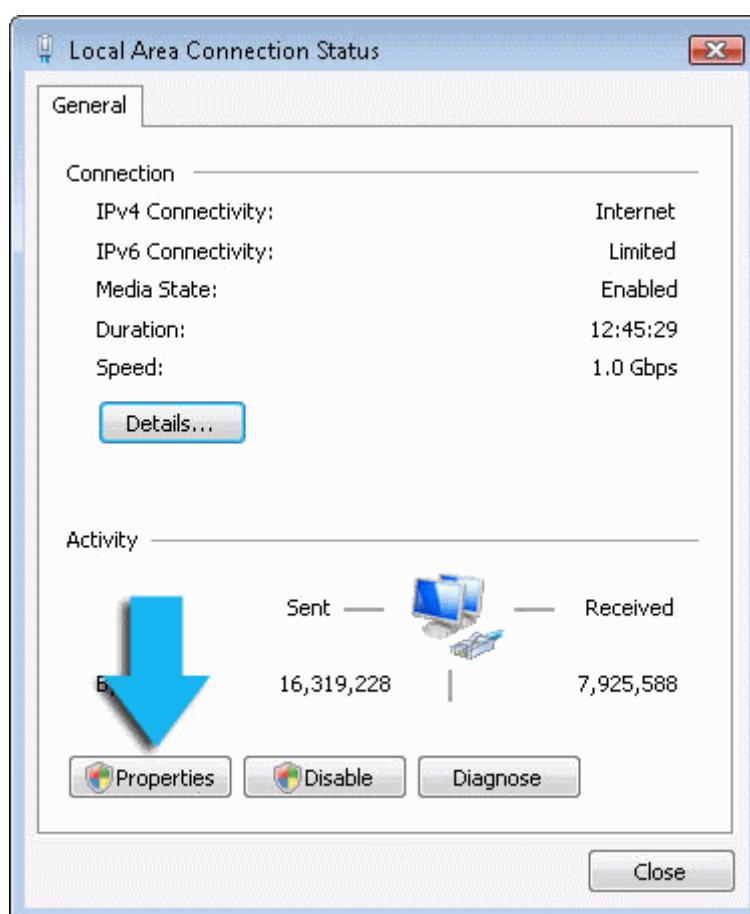 Local Area Connection Status
General
Connection
IPv4 Connectivity: Internet
IPv6 Connectivity: Limited
Media State: Enabled
Duration: 12:45:29
Speed: 1.0 Gbps
Details...
Activity
Sent — — Received
16,319,228 | 7,925,588
Properties Disable Diagnose
Close